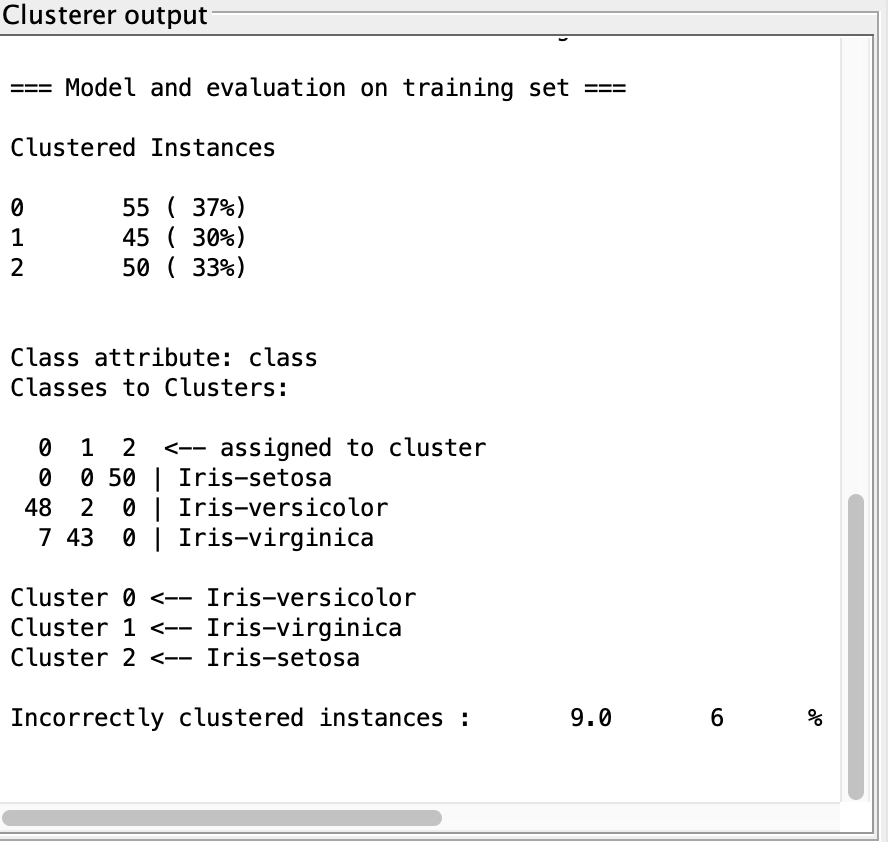 Clusterer output
=== Model and evaluation on training set ===
Clustered Instances
0       55 ( 37%)
1       45 ( 30%)
2       50 ( 33%)
Class attribute: class
Classes to Clusters:
  0  1  2  <-- assigned to cluster
  0  0 50 | Iris-setosa
 48  2  0 | Iris-versicolor
  7 43  0 | Iris-virginica
Cluster 0 <-- Iris-versicolor
Cluster 1 <-- Iris-virginica
Cluster 2 <-- Iris-setosa
Incorrectly clustered instances :       9.0       6      %